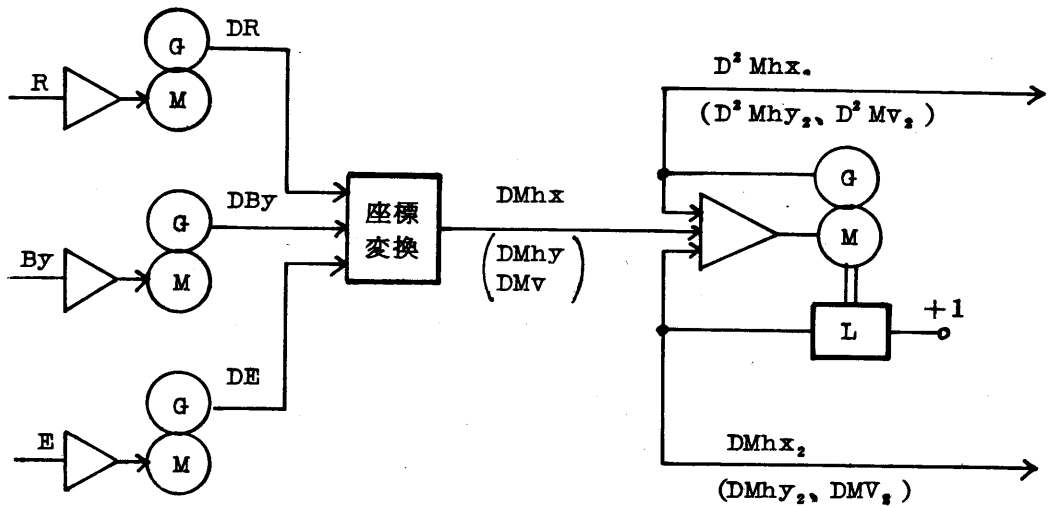 DR
G
R
M
DBy
G
By
M
DE
G
E
M
座標
変換
DMhx
(DMhy
DMv)
D² Mhx.
(D² Mhy₂、D² Mv₂)
G
M
L
+1
DMhx₂
(DMhy₂、DMV₂)